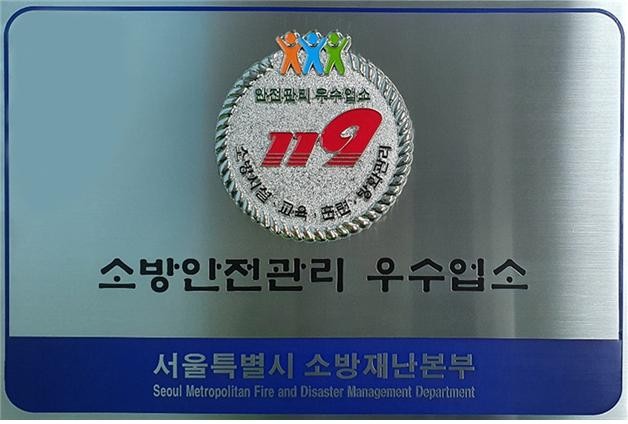 안전관리 우수업소
119
소방시설 · 교육 · 훈련 · 방화관리
소방안전관리 우수업소
서울특별시 소방재난본부
Seoul Metropolitan Fire and Disaster Management Department